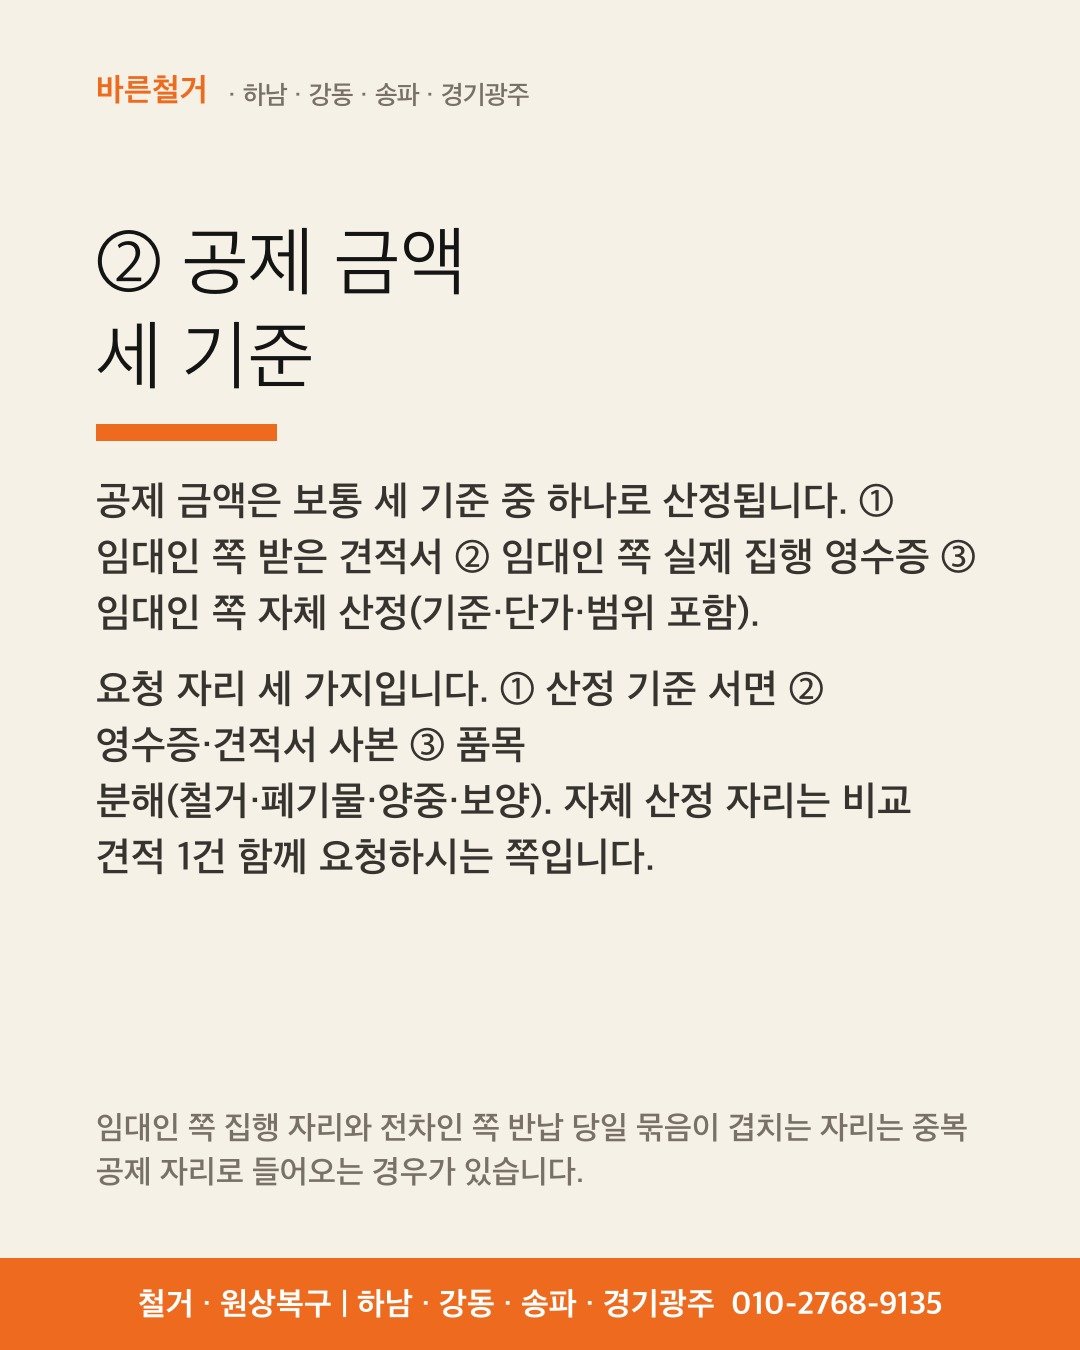 바른철거 · 하남 · 강동 · 송파 · 경기광주
② 공제 금액
세 기준
공제 금액은 보통 세 기준 중 하나로 산정됩니다. ①
임대인 쪽 받은 견적서 ② 임대인 쪽 실제 집행 영수증 ③
임대인 쪽 자체 산정(기준·단가·범위 포함).
요청 자리 세 가지입니다. ① 산정 기준 서면 ②
영수증·견적서 사본 ③ 품목
분해(철거·폐기물·양중·보양). 자체 산정 자리는 비교
견적 1건 함께 요청하시는 쪽입니다.
임대인 쪽 집행 자리와 전차인 쪽 반납 당일 묶음이 겹치는 자리는 중복
공제 자리로 들어오는 경우가 있습니다.
철거 · 원상복구 | 하남 · 강동 · 송파 · 경기광주 010-2768-9135